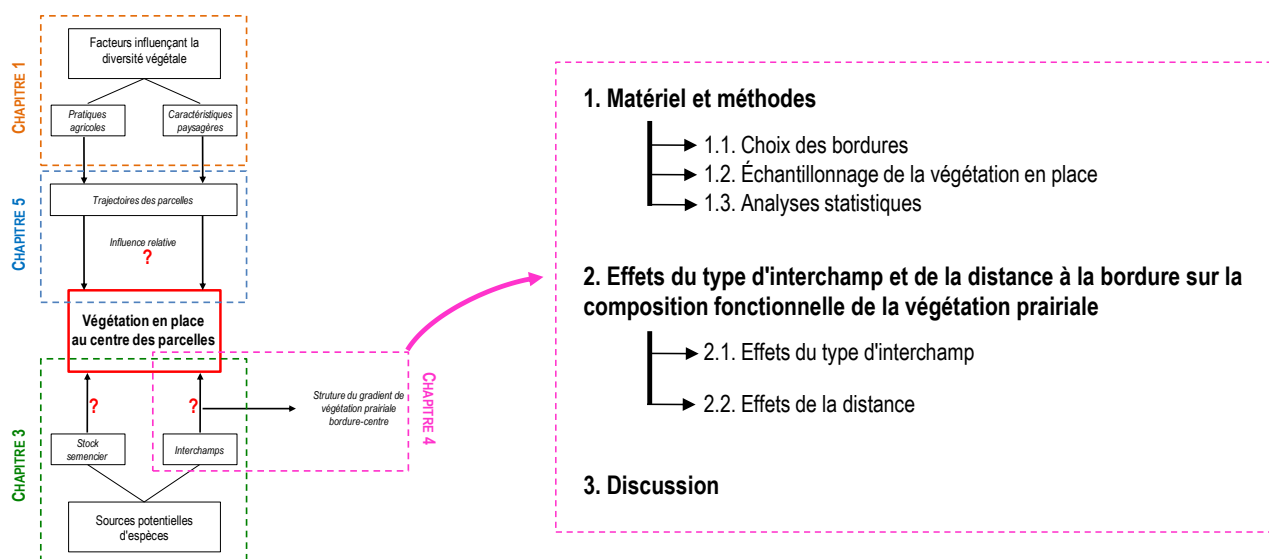 CHAPITRE 1
Facteurs influençant la
diversité végétale
Pratiques
agricoles
Caractéristiques
paysagères
CHAPITRE 5
Trajectoires des parcelles
Influence relative
?
Végétation en place
au centre des parcelles
CHAPITRE 3
?
?
Struture du gradient de
végétation prairiale
bordure-centre
CHAPITRE 4
Stock
semencier
Interchamps
Sources potentielles
d'espèces
1. Matériel et méthodes
1.1. Choix des bordures
1.2. Échantillonnage de la végétation en place
1.3. Analyses statistiques
2. Effets du type d'interchamp et de la distance à la bordure sur la
composition fonctionnelle de la végétation prairiale
2.1. Effets du type d'interchamp
2.2. Effets de la distance
3. Discussion